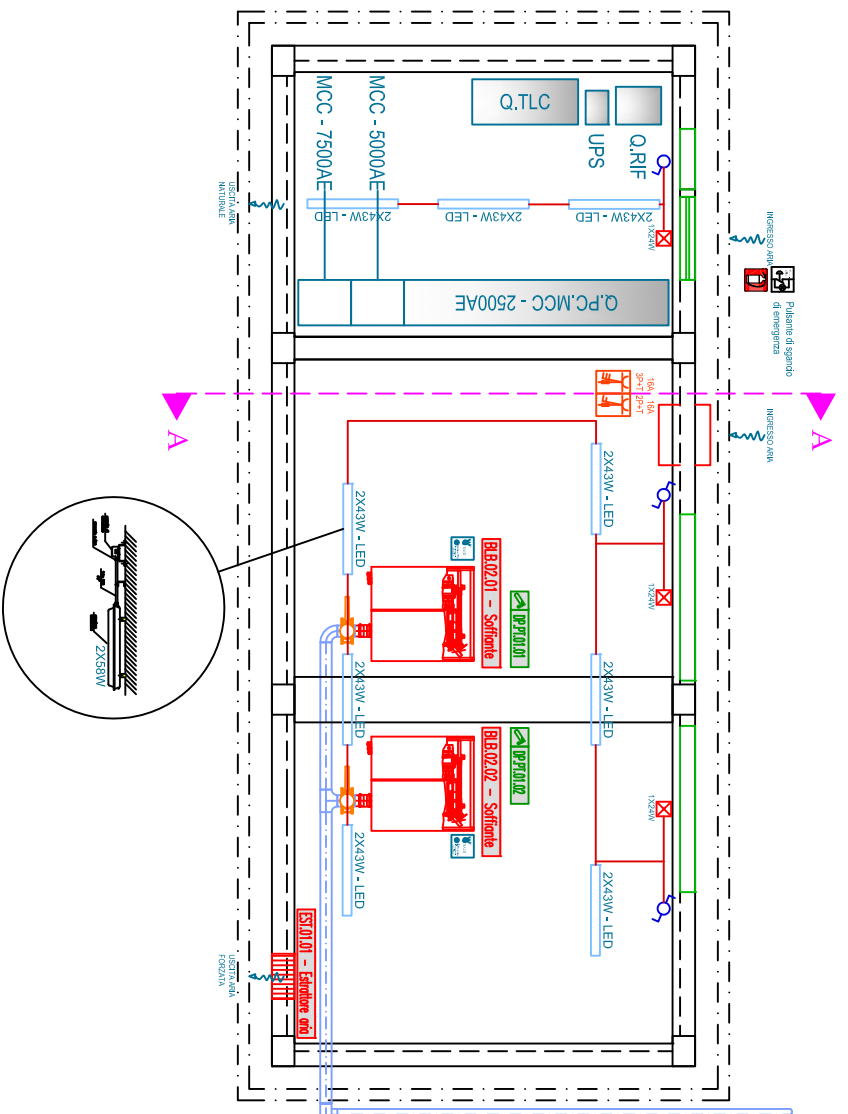 Q.TLC
UPS
Q.RIF
MCC - 5000AE
MCC - 7500AE
2X43W - LED
2X43W - LED
2X43W - LED
1X24W
Q.PC.MCC - 2500AE
USCITA ARIA
NATURALE
INGRESSO ARIA
Pulsante di sgancio
di emergenza
INGRESSO ARIA
A
A
16A
3P+T
16A
2P+T
2X43W - LED
2X43W - LED
1X24W
BLB.02.01 - Soffiante
DP.PT.01.01
2X43W - LED
2X43W - LED
BLB.02.02 - Soffiante
DP.PT.01.02
1X24W
2X43W - LED
2X43W - LED
EST.01.01 - Estrattore aria
USCITA ARIA
FORZATA
2X58W